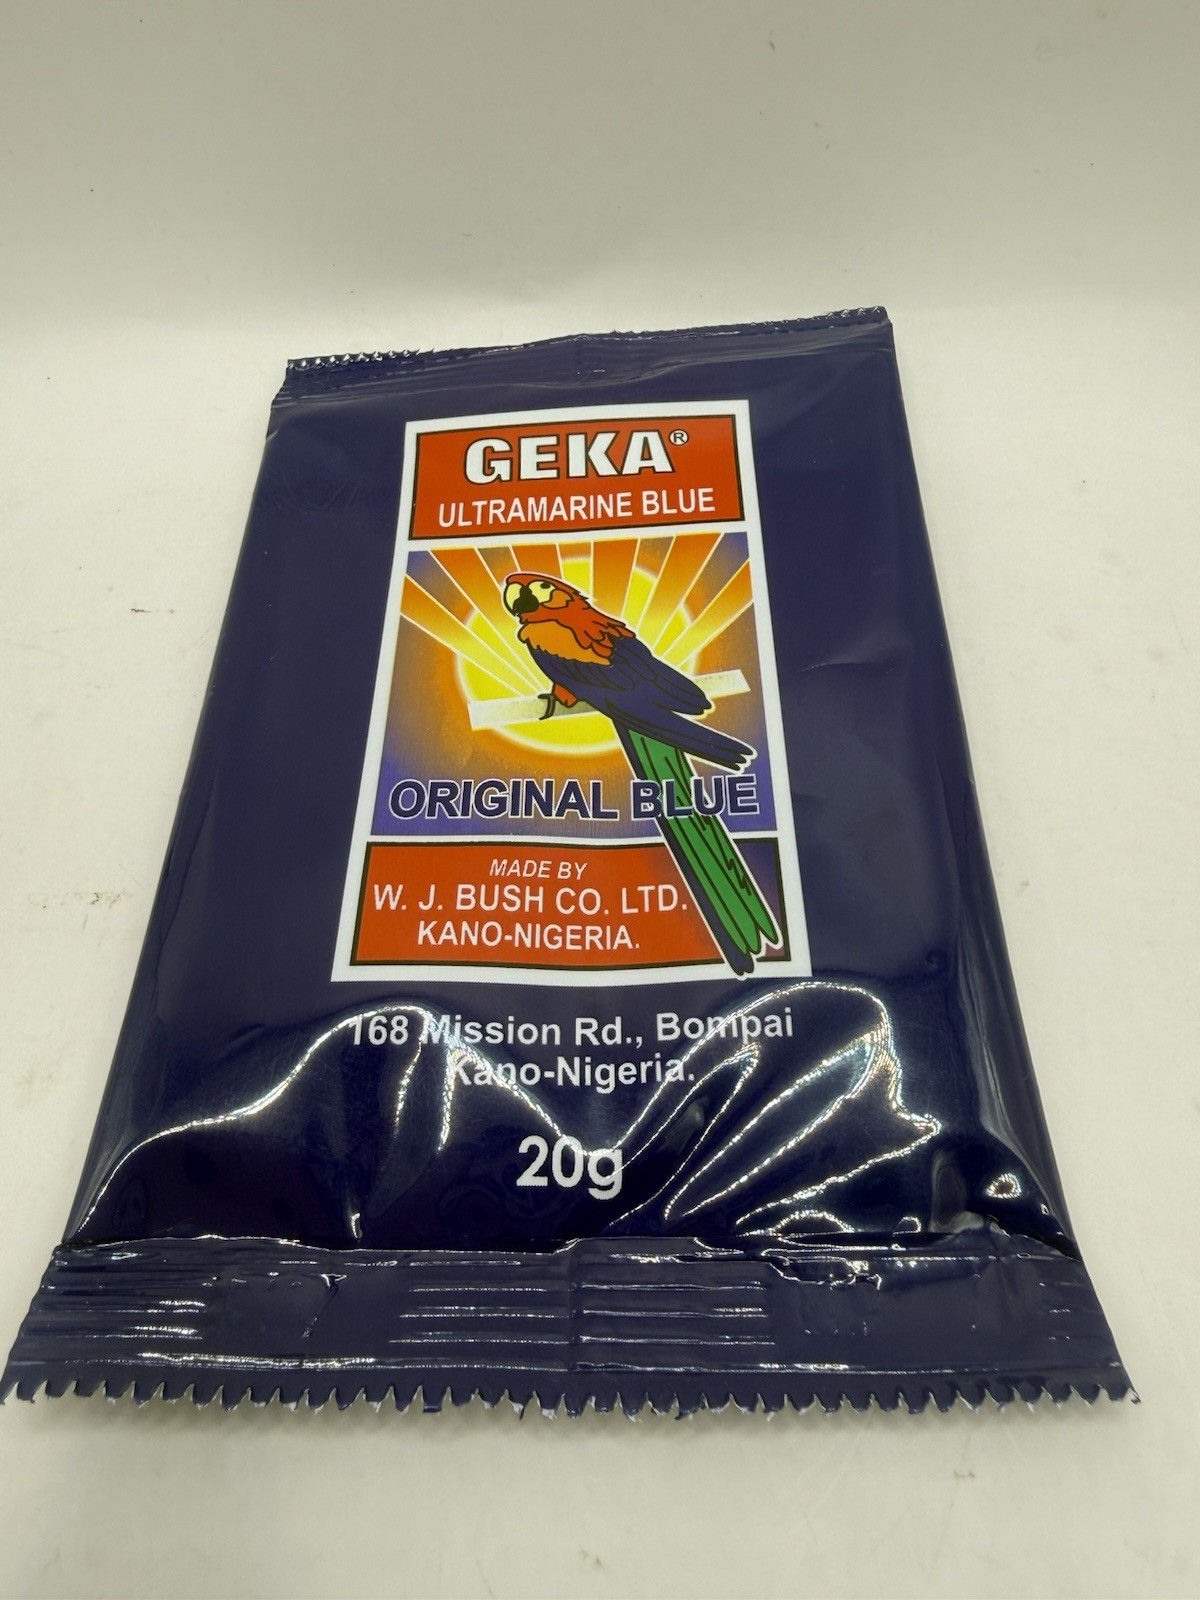 GEKA®
ULTRAMARINE BLUE
ORIGINAL BLUE
MADE BY
W. J. BUSH CO. LTD.
KANO-NIGERIA.
168 Mission Rd., Bompai
Kano-Nigeria.
20g